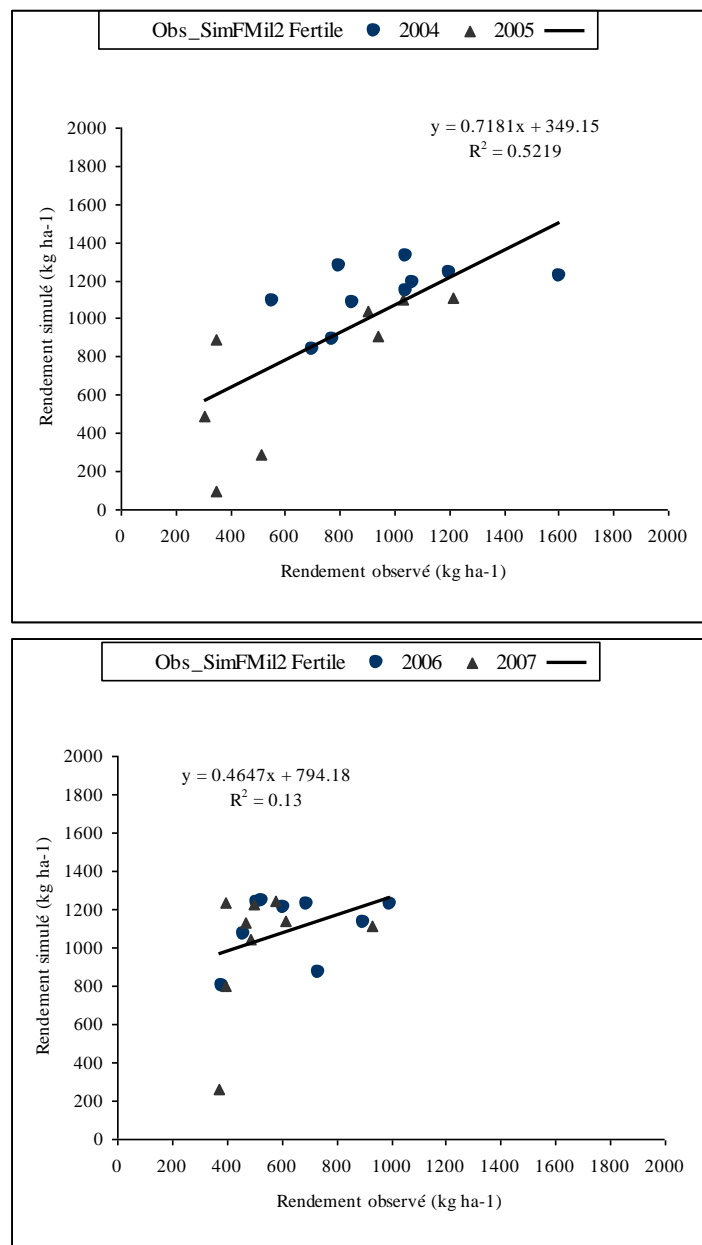 Obs_SimFMil2 Fertile 2004 2005
y = 0.7181x + 349.15
R² = 0.5219
Rendement simulé (kg ha-1)
2000
1800
1600
1400
1200
1000
800
600
400
200
0
0 200 400 600 800 1000 1200 1400 1600 1800 2000
Rendement observé (kg ha-1)
Obs_SimFMil2 Fertile 2006 2007
y = 0.4647x + 794.18
R² = 0.13
Rendement simulé (kg ha-1)
2000
1800
1600
1400
1200
1000
800
600
400
200
0
0 200 400 600 800 1000 1200 1400 1600 1800 2000
Rendement observé (kg ha-1)